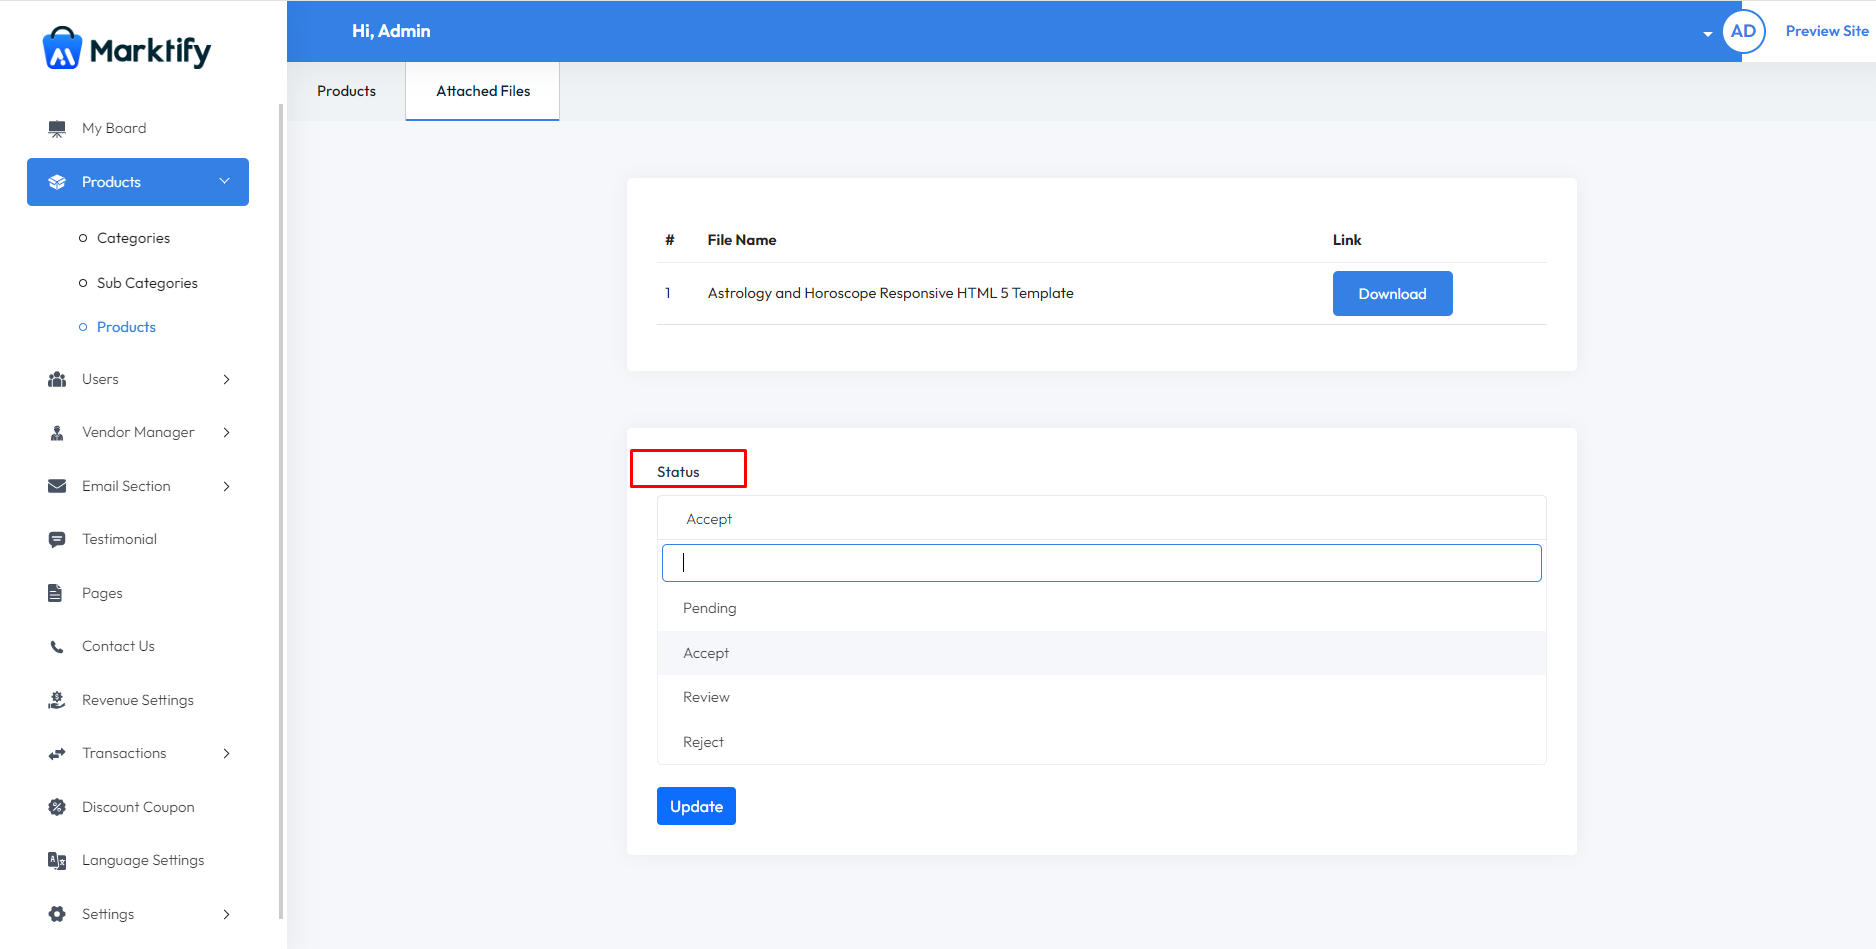 Marktify
Hi, Admin
AD
Preview Site
Products
Attached Files
My Board
Products
Categories
Sub Categories
Products
Users
Vendor Manager
Email Section
Testimonial
Pages
Contact Us
Revenue Settings
Transactions
Discount Coupon
Language Settings
Settings
# File Name Link
1 Astrology and Horoscope Responsive HTML 5 Template Download
Status
Accept
Pending
Accept
Review
Reject
Update